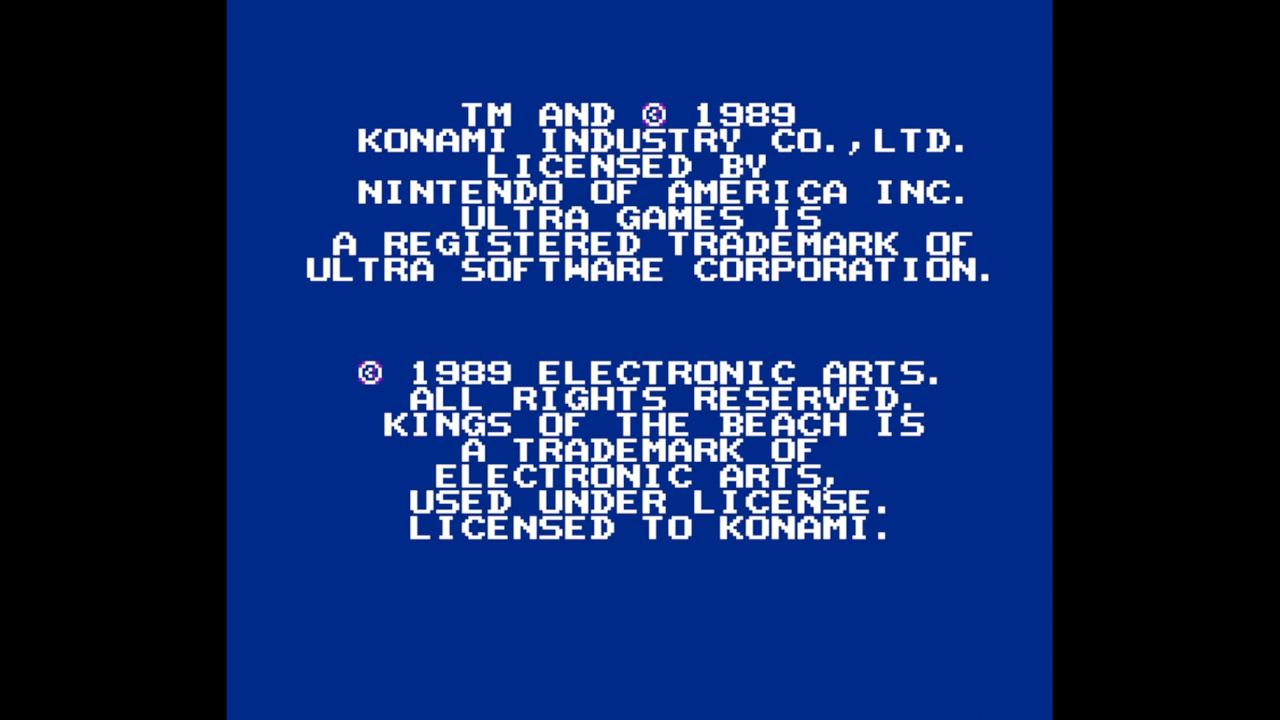 TM AND © 1989
KONAMI INDUSTRY CO.,LTD.
LICENSED BY
NINTENDO OF AMERICA INC.
ULTRA GAMES IS
A REGISTERED TRADEMARK OF
ULTRA SOFTWARE CORPORATION.
© 1989 ELECTRONIC ARTS.
ALL RIGHTS RESERVED.
KINGS OF THE BEACH IS
A TRADEMARK OF
ELECTRONIC ARTS,
USED UNDER LICENSE.
LICENSED TO KONAMI.